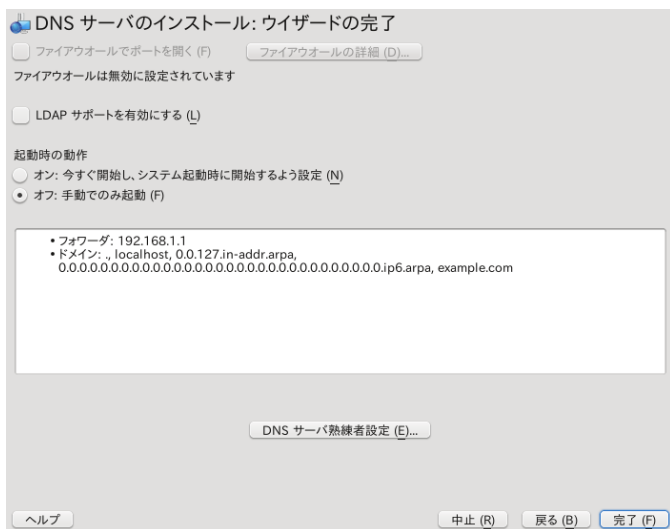 DNS サーバのインストール: ウイザードの完了
ファイアウオールでポートを開く (F)
ファイアウオールの詳細 (D)...
ファイアウオールは無効に設定されています
LDAP サポートを有効にする (L)
起動時の動作
オン: 今すぐ開始し、システム起動時に開始するよう設定 (N)
オフ: 手動でのみ起動 (F)
• フォワーダ: 192.168.1.1
• ドメイン: ., localhost, 0.0.127.in-addr.arpa,
0.0.0.0.0.0.0.0.0.0.0.0.0.0.0.0.0.0.0.0.0.0.0.0.0.0.0.0.0.0.0.0.ip6.arpa, example.com
DNS サーバ熟練者設定 (E)...
ヘルプ
中止 (R)
戻る (B)
完了 (F)